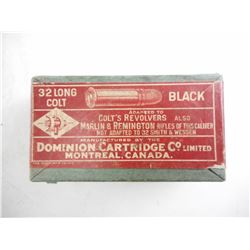 32 LONG
COLT
BLACK
ADAPTED TO
COLT'S REVOLVERS ALSO
MARLIN & REMINGTON RIFLES OF THIS CALIBER
NOT ADAPTED TO 32 SMITH & WESSON
MANUFACTURED BY THE
DOMINION CARTRIDGE CO. LIMITED
MONTREAL, CANADA.